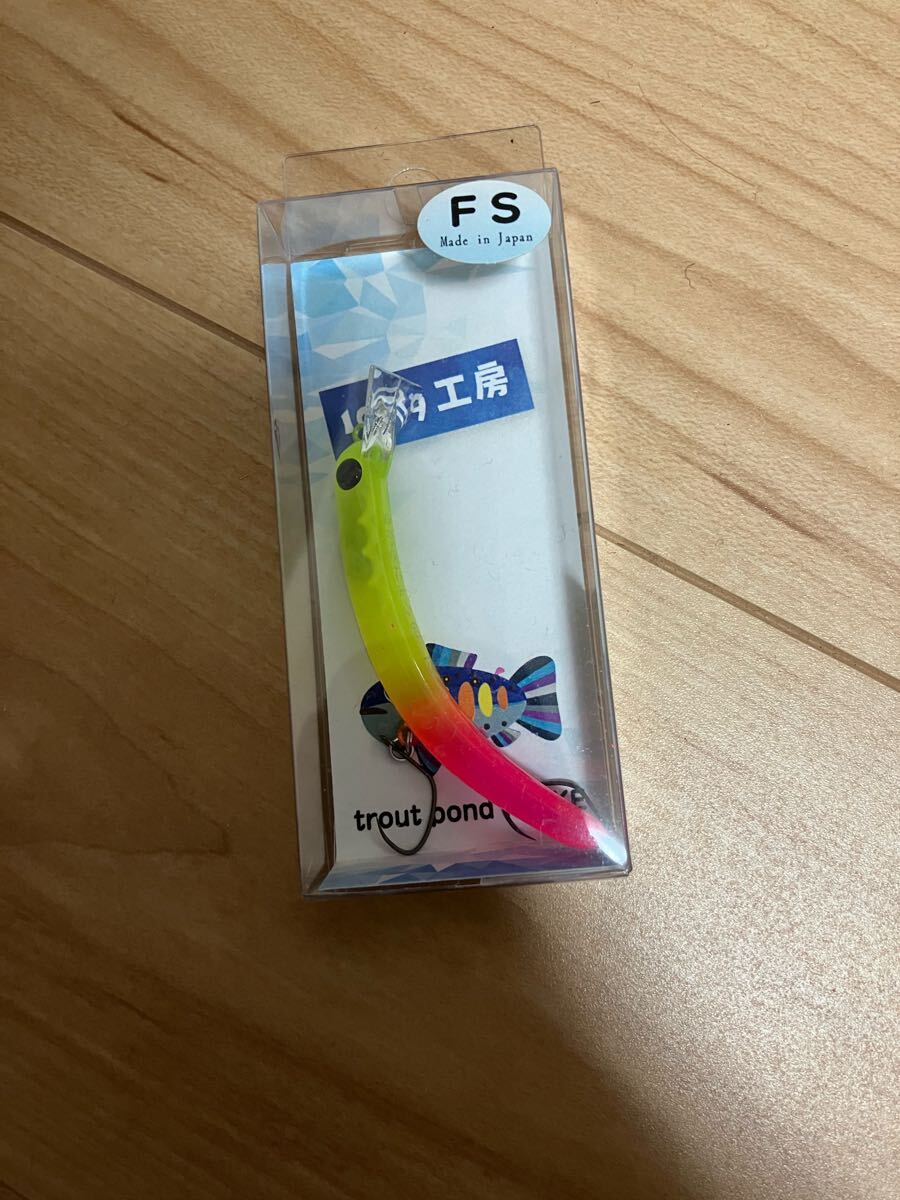 FS
Made in Japan
工房
trout pond